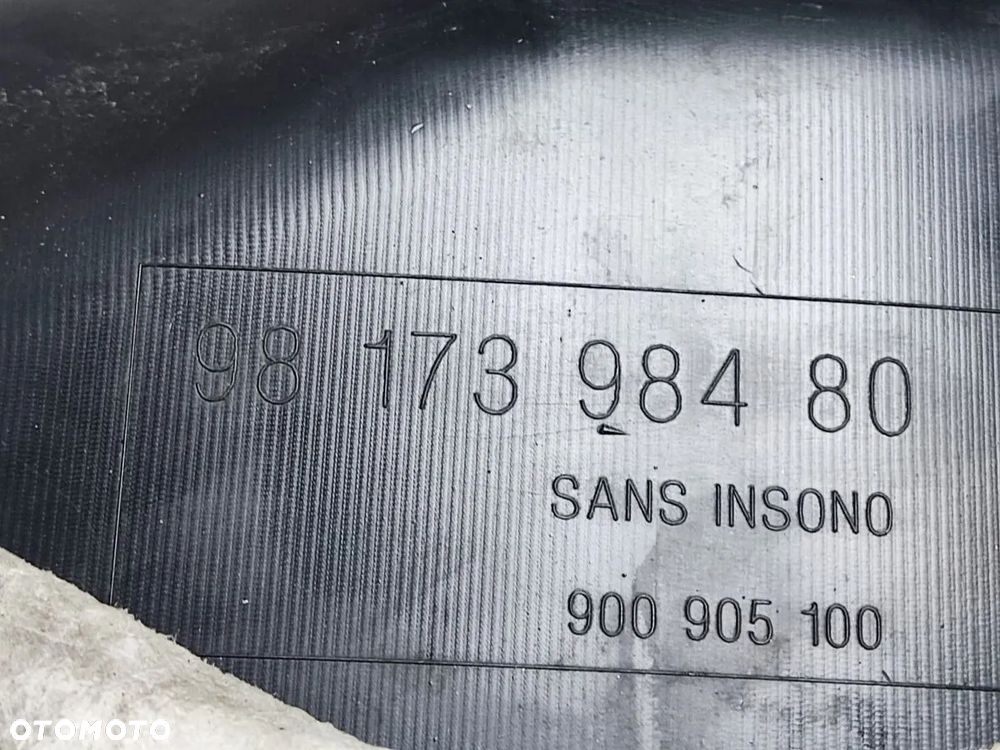 98 173 984 80
SANS INSONO
900 905 100
OTOMOTO